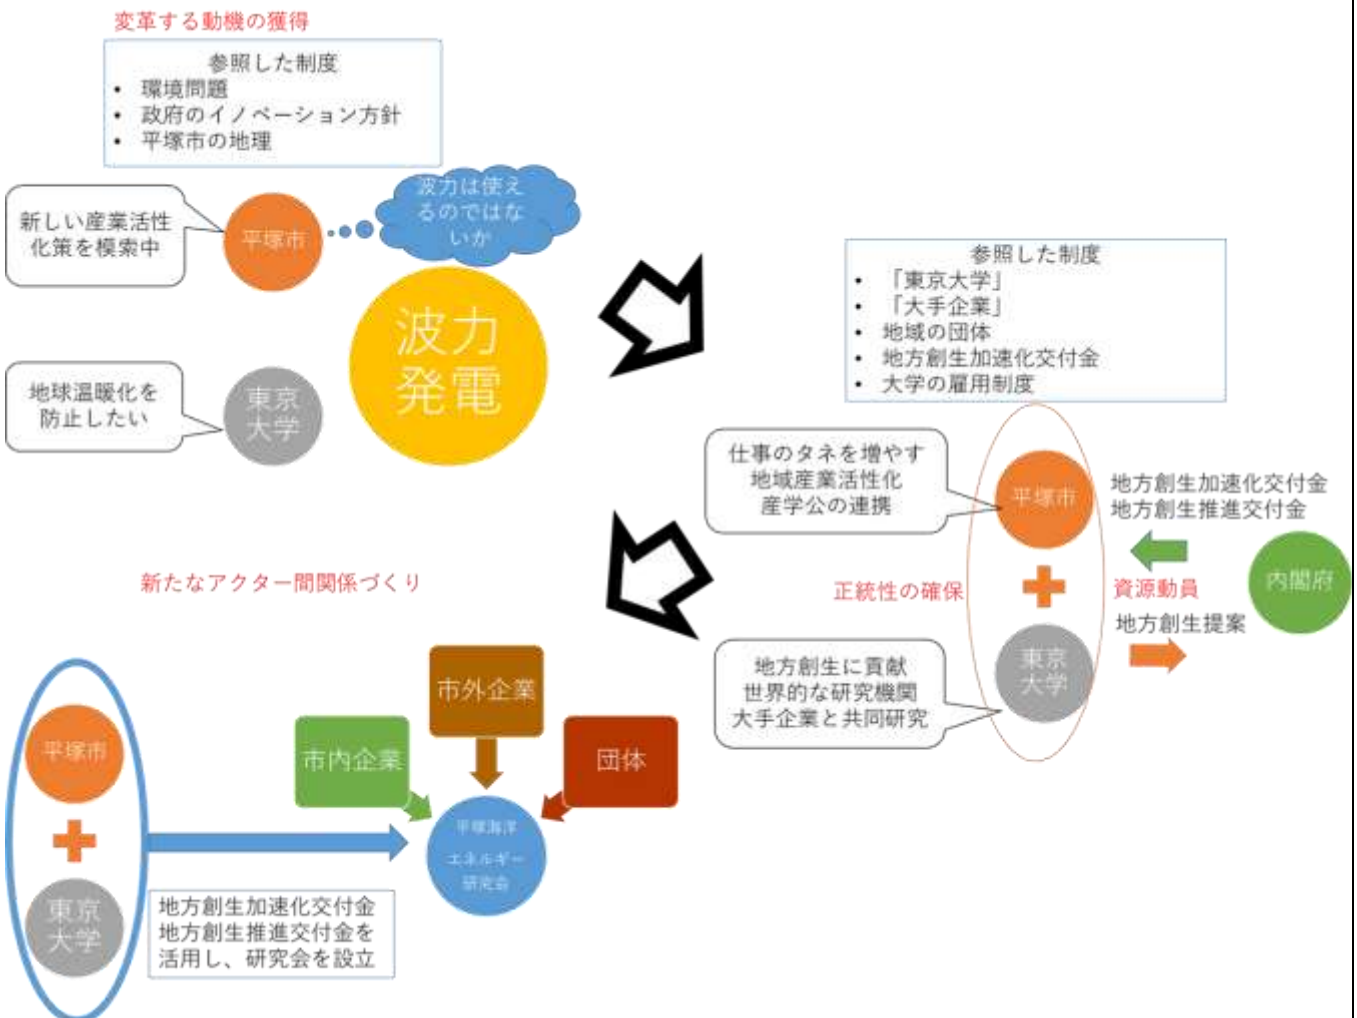 変革する動機の獲得
参照した制度
• 環境問題
• 政府のイノベーション方針
• 平塚市の地理
新しい産業活性
化策を模索中
平塚市
波力は使え
るのではな
いか
波力
発電
地球温暖化を
防止したい
東京
大学
参照した制度
• 「東京大学」
• 「大手企業」
• 地域の団体
• 地方創生加速化交付金
• 大学の雇用制度
仕事のタネを増やす
地域産業活性化
産学公の連携
平塚市
地方創生加速化交付金
地方創生推進交付金
内閣府
正統性の確保
資源動員
地方創生提案
地方創生に貢献
世界的な研究機関
大手企業と共同研究
東京
大学
新たなアクター間関係づくり
市外企業
市内企業
団体
平塚市
平塚海洋
エネルギー
研究会
東京
大学
地方創生加速化交付金
地方創生推進交付金を
活用し、研究会を設立